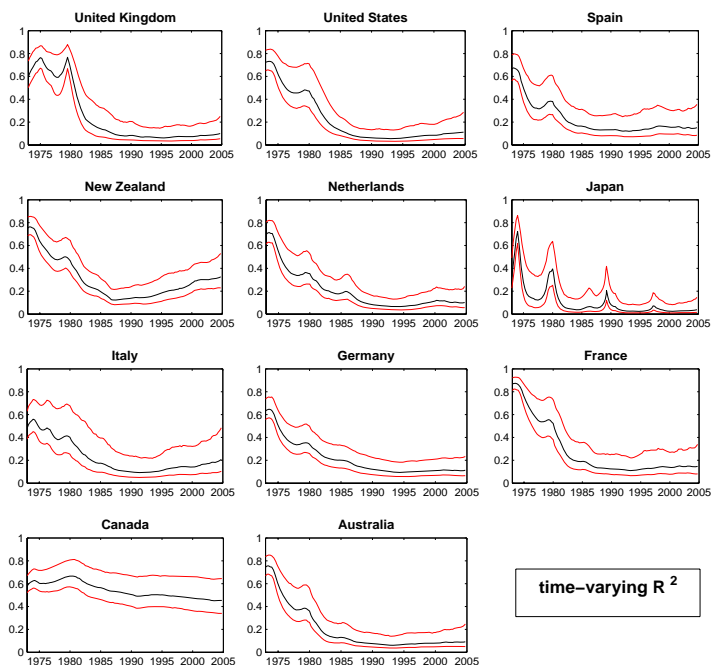 United Kingdom United States Spain
1 1 1
0.8 0.8 0.8
0.6 0.6 0.6
0.4 0.4 0.4
0.2 0.2 0.2
0 0 0
1975 1980 1985 1990 1995 2000 2005 1975 1980 1985 1990 1995 2000 2005 1975 1980 1985 1990 1995 2000 2005
New Zealand Netherlands Japan
1 1 1
0.8 0.8 0.8
0.6 0.6 0.6
0.4 0.4 0.4
0.2 0.2 0.2
0 0 0
1975 1980 1985 1990 1995 2000 2005 1975 1980 1985 1990 1995 2000 2005 1975 1980 1985 1990 1995 2000 2005
Italy Germany France
1 1 1
0.8 0.8 0.8
0.6 0.6 0.6
0.4 0.4 0.4
0.2 0.2 0.2
0 0 0
1975 1980 1985 1990 1995 2000 2005 1975 1980 1985 1990 1995 2000 2005 1975 1980 1985 1990 1995 2000 2005
Canada Australia
1 1
0.8 0.8
0.6 0.6
0.4 0.4
0.2 0.2
0 0
1975 1980 1985 1990 1995 2000 2005 1975 1980 1985 1990 1995 2000 2005
time−varying R ²